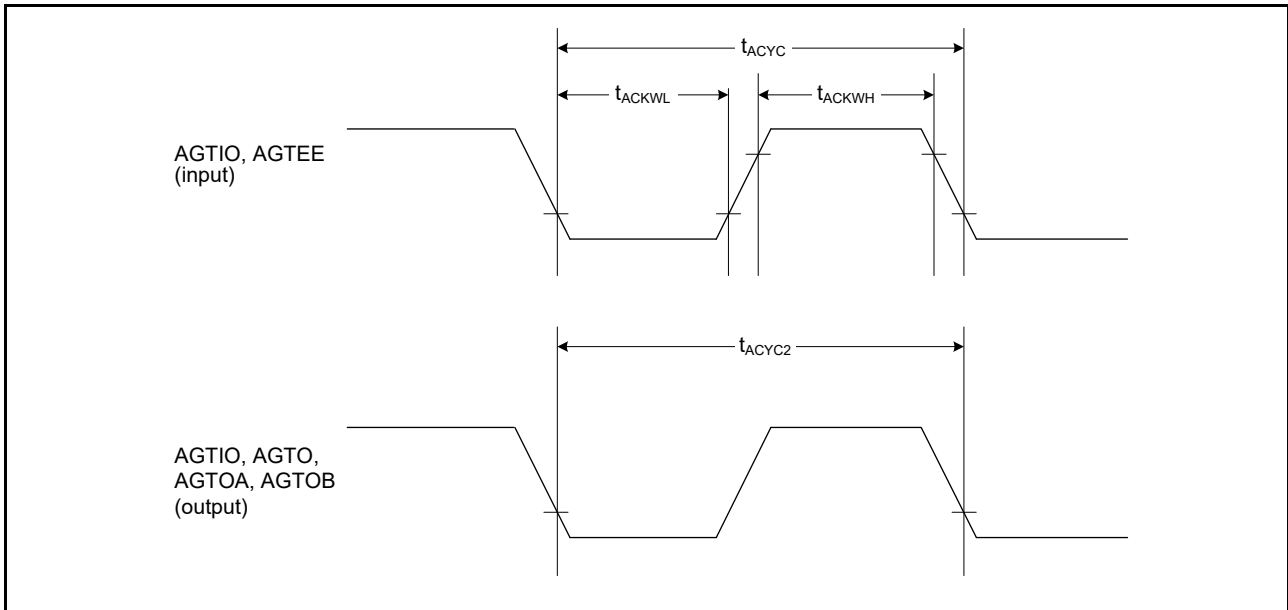 tACYC
tACKWL
tACKWH
AGTIO, AGTEE
(input)
tACYC2
AGTIO, AGTO,
AGTOA, AGTOB
(output)